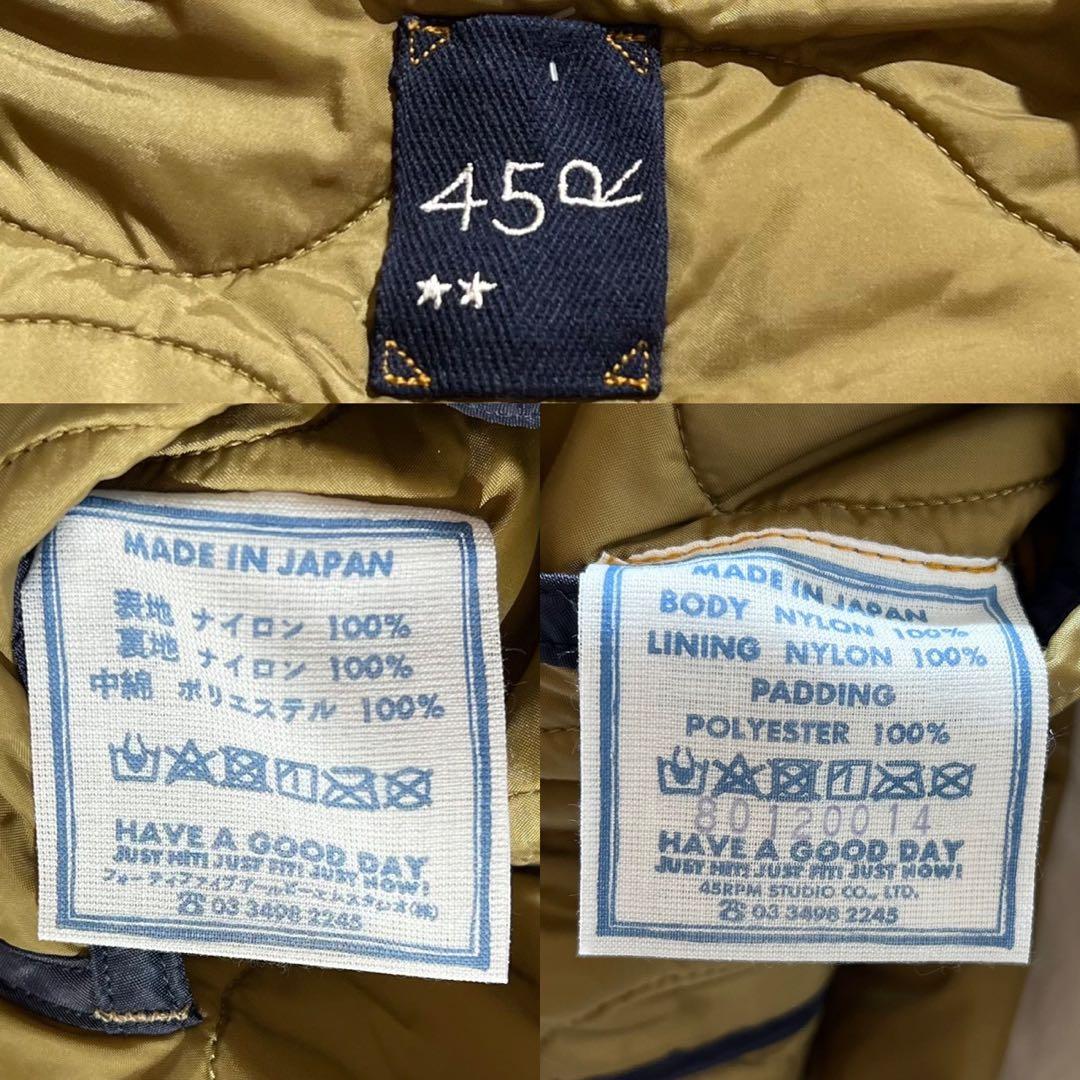 45R
**
MADE IN JAPAN
表地 ナイロン 100%
裏地 ナイロン 100%
中綿 ポリエステル 100%
HAVE A GOOD DAY
JUST HIT! JUST FIT! JUST NOW!
フォーティファイブアールピーエムスタジオ(株)
☎ 03 3498 2245
MADE IN JAPAN
BODY NYLON 100%
LINING NYLON 100%
PADDING
POLYESTER 100%
80120014
HAVE A GOOD DAY
JUST HIT! JUST FIT! JUST NOW!
45RPM STUDIO CO., LTD.
☎ 03 3498 2245